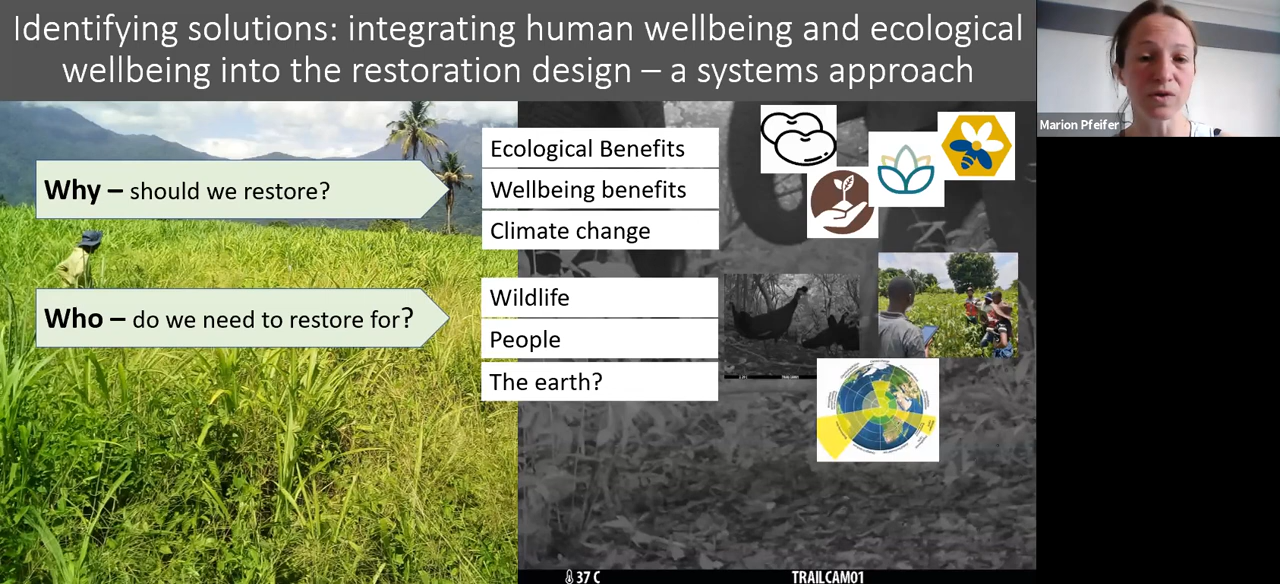 Identifying solutions: integrating human wellbeing and ecological
wellbeing into the restoration design – a systems approach
Marion Pfeifer
Why – should we restore?
Ecological Benefits
Wellbeing benefits
Climate change
Who – do we need to restore for?
Wildlife
People
The earth?
37 C
TRAILCAM01